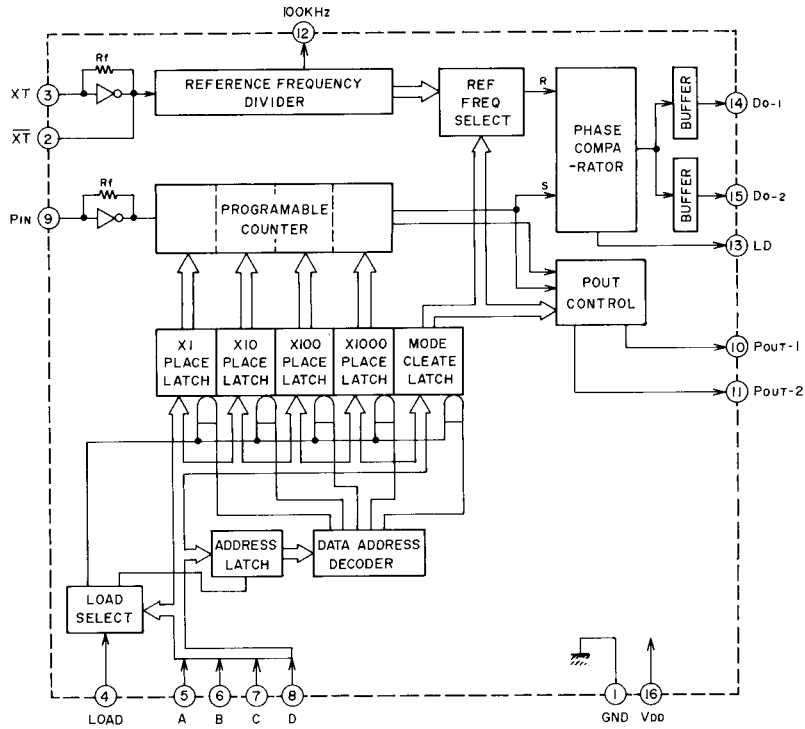 100KHz
12
Rf
XT 3
REFERENCE FREQUENCY
DIVIDER
REF
FREQ
SELECT
R
PHASE
COMPA
-RATOR
BUFFER
14 DO-1
XT 2
Rf
PIN 9
PROGRAMABLE
COUNTER
S
BUFFER
15 DO-2
13 LD
POUT
CONTROL
X1
PLACE
LATCH
X10
PLACE
LATCH
X100
PLACE
LATCH
X1000
PLACE
LATCH
MODE
CLEATE
LATCH
10 POUT-1
11 POUT-2
ADDRESS
LATCH
DATA ADDRESS
DECODER
LOAD
SELECT
4
LOAD
5
A
6
B
7
C
8
D
1
GND
16
VDD